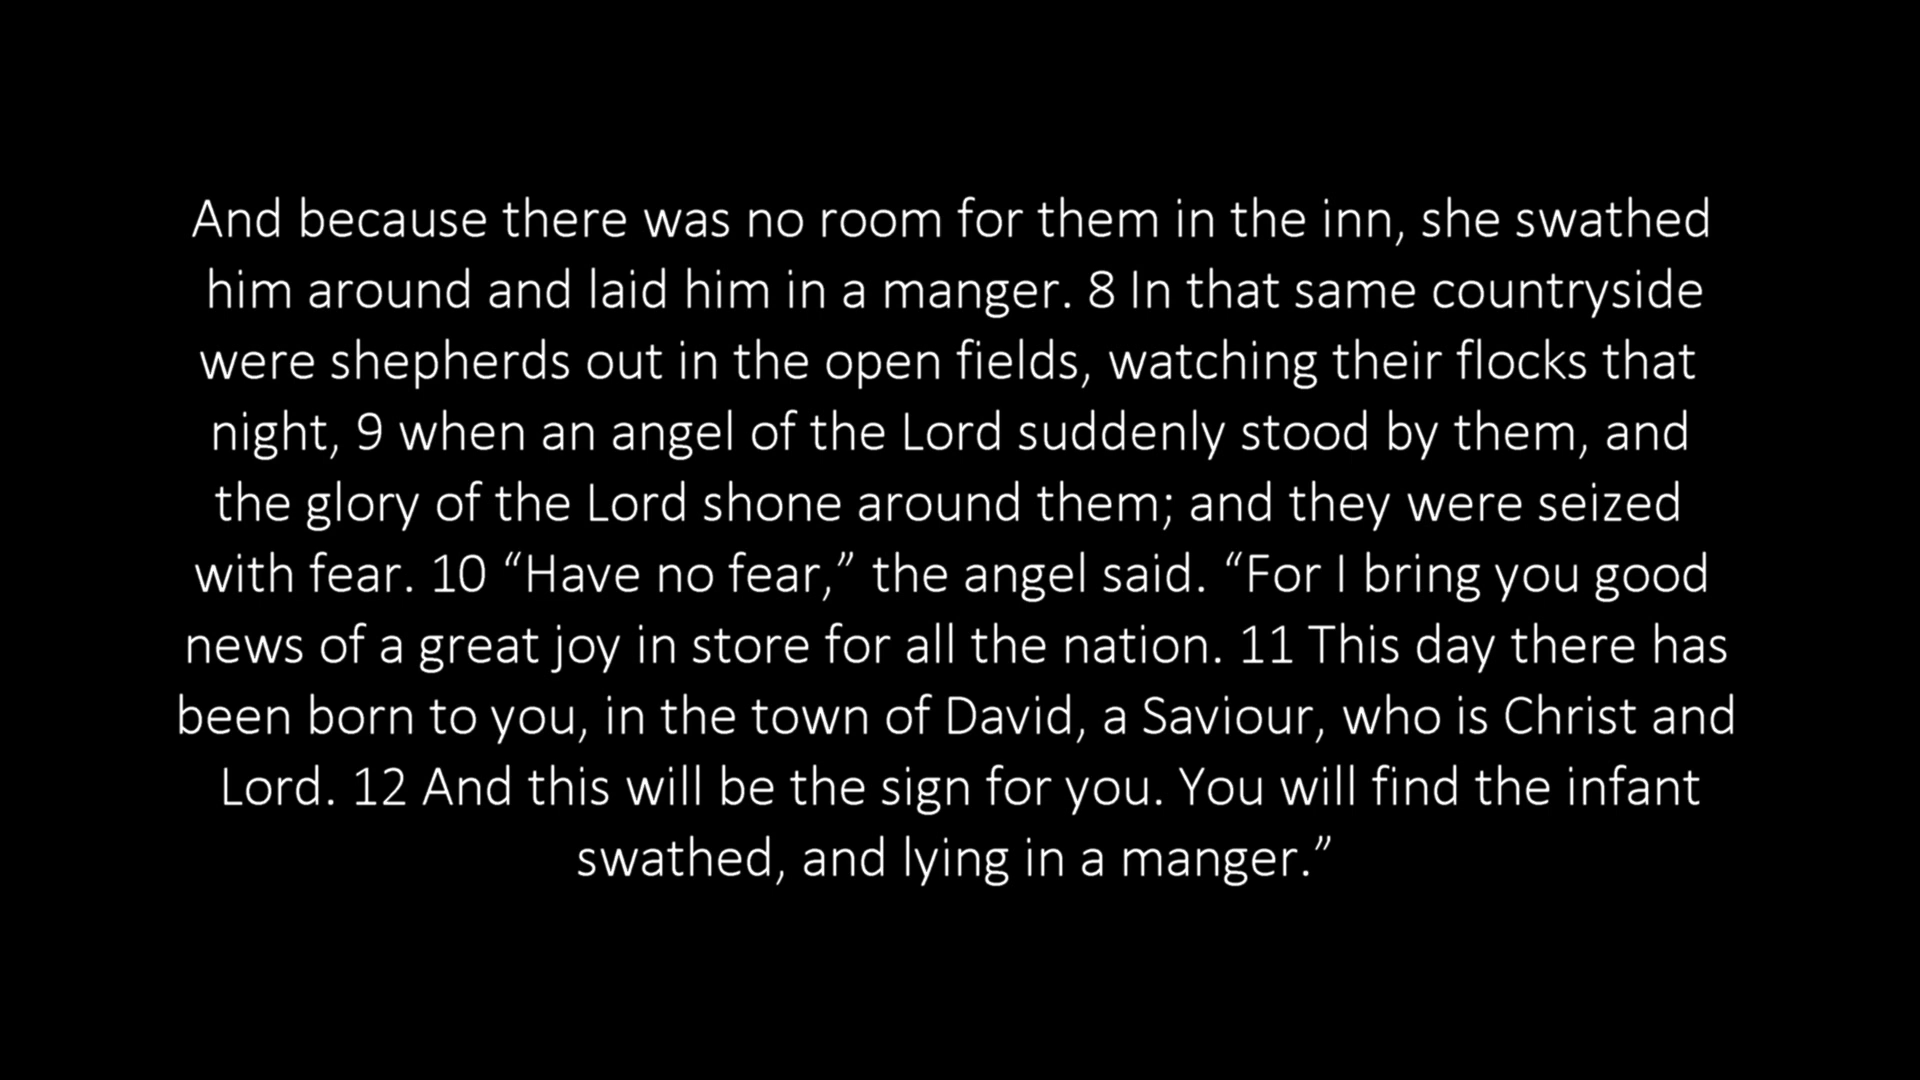 And because there was no room for them in the inn, she swathed
him around and laid him in a manger. 8 In that same countryside
were shepherds out in the open fields, watching their flocks that
night, 9 when an angel of the Lord suddenly stood by them, and
the glory of the Lord shone around them; and they were seized
with fear. 10 “Have no fear,” the angel said. “For I bring you good
news of a great joy in store for all the nation. 11 This day there has
been born to you, in the town of David, a Saviour, who is Christ and
Lord. 12 And this will be the sign for you. You will find the infant
swathed, and lying in a manger.”